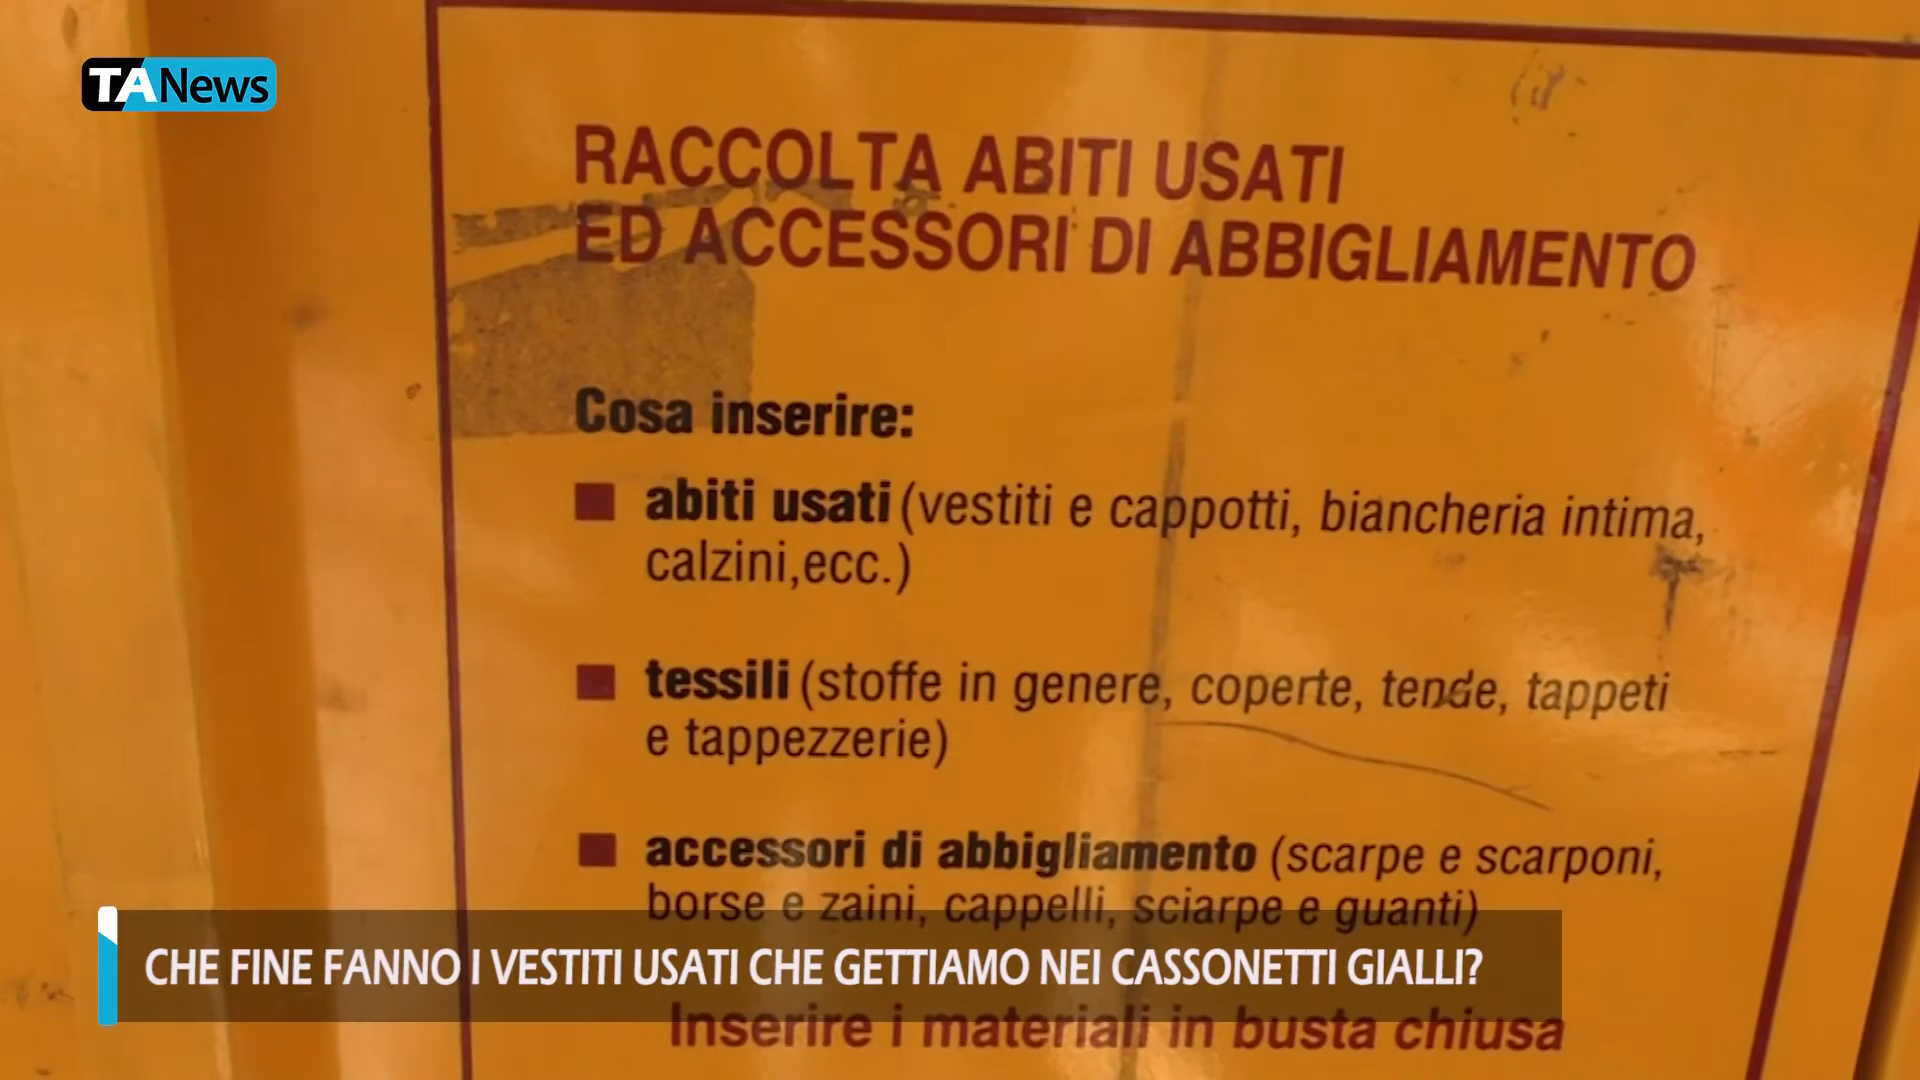 TANews
RACCOLTA ABITI USATI
ED ACCESSORI DI ABBIGLIAMENTO
Cosa inserire:
abiti usati (vestiti e cappotti, biancheria intima,
calzini,ecc.)
tessili (stoffe in genere, coperte, tende, tappeti
e tappezzerie)
accessori di abbigliamento (scarpe e scarponi,
borse e zaini, cappelli, sciarpe e guanti)
CHE FINE FANNO I VESTITI USATI CHE GETTIAMO NEI CASSONETTI GIALLI?
Inserire i materiali in busta chiusa